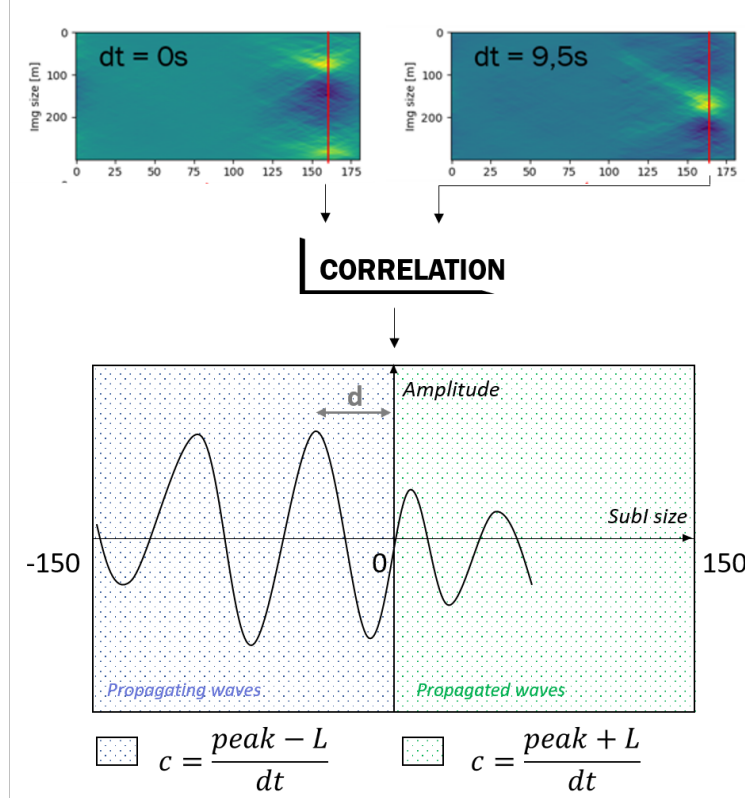 0
100
200
Img size [m]
dt = 0s
0 25 50 75 100 125 150 175
0
100
200
Img size [m]
dt = 9,5s
0 25 50 75 100 125 150 175
CORRELATION
d
Amplitude
SubI size
-150
0
150
Propagating waves
Propagated waves
c = \frac{peak - L}{dt}
c = \frac{peak + L}{dt}